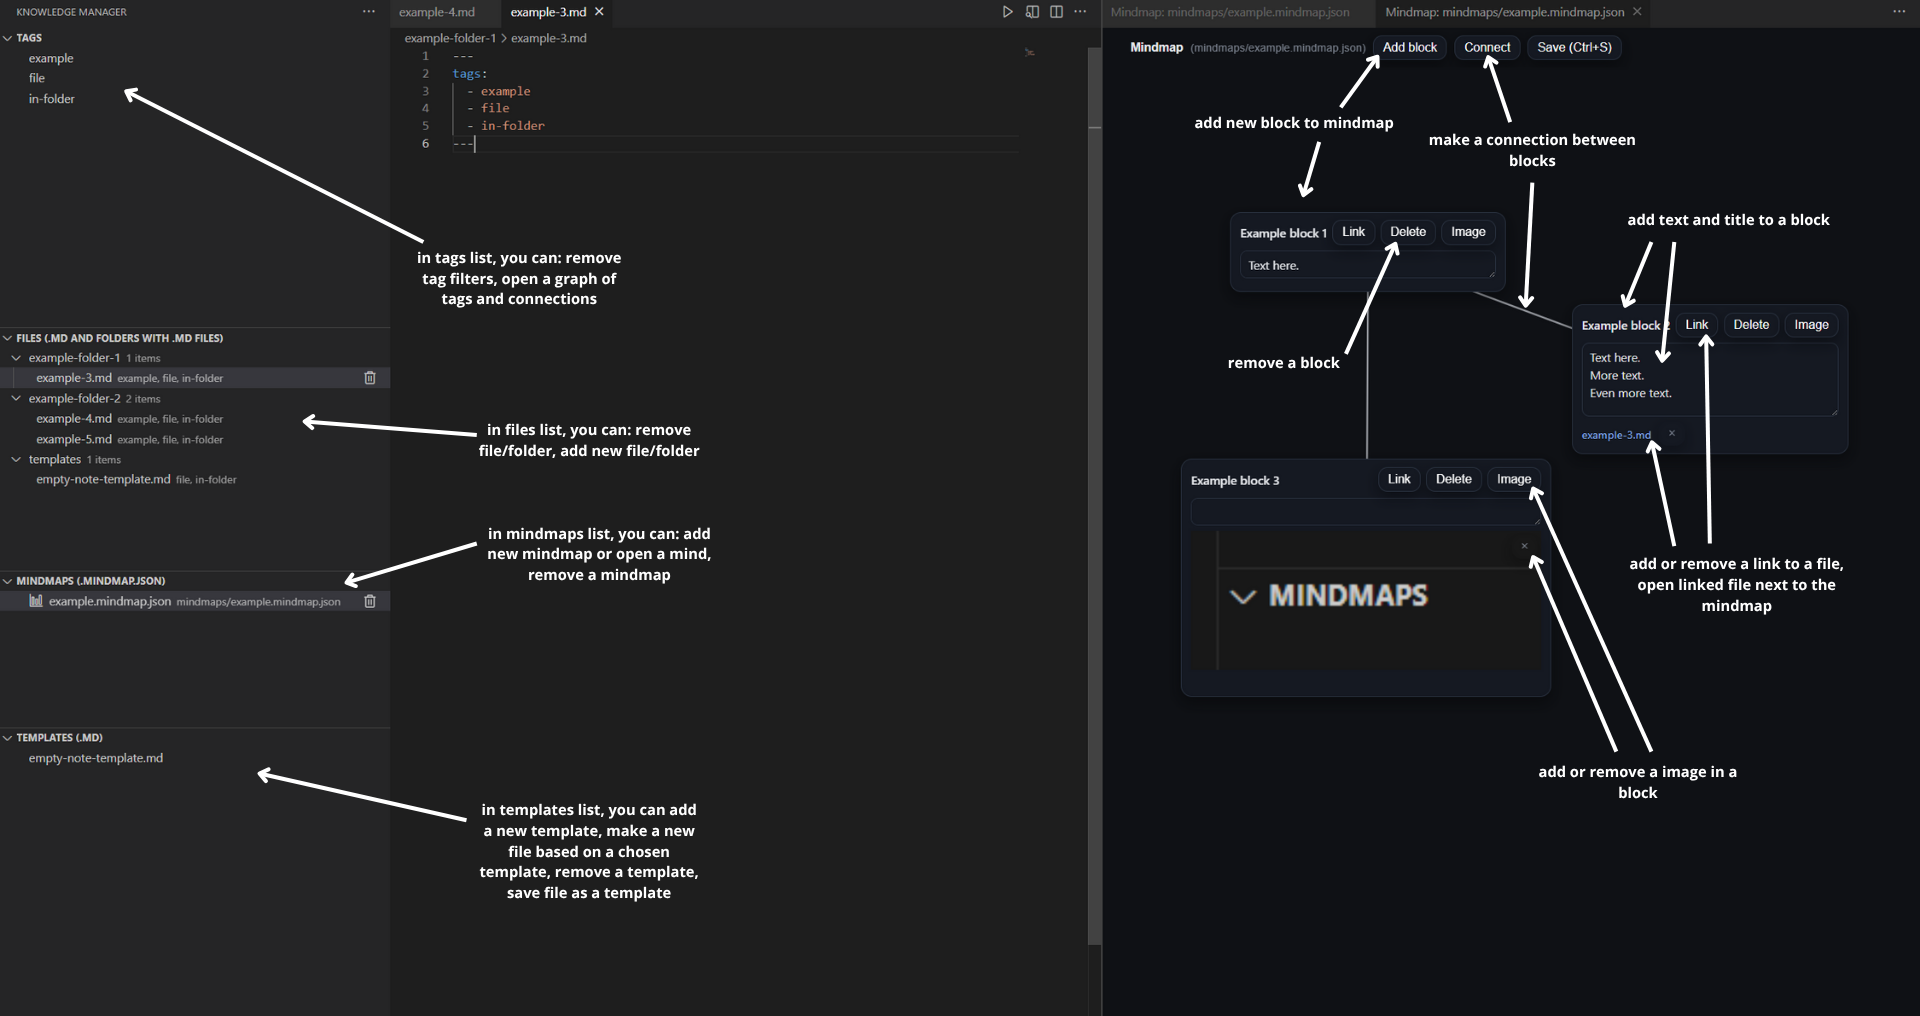 KNOWLEDGE MANAGER
TAGS
example
file
in-folder
in tags list, you can: remove
tag filters, open a graph of
tags and connections
FILES (.MD AND FOLDERS WITH .MD FILES)
example-folder-1 1 items
example-3.md example, file, in-folder
example-folder-2 2 items
example-4.md example, file, in-folder
example-5.md example, file, in-folder
templates 1 items
empty-note-template.md file, in-folder
in files list, you can: remove
file/folder, add new file/folder
in mindmaps list, you can: add
new mindmap or open a mind,
remove a mindmap
MINDMAPS (.MINDMAP.JSON)
example.mindmap.json mindmaps/example.mindmap.json
TEMPLATES (.MD)
empty-note-template.md
in templates list, you can add
a new template, make a new
file based on a chosen
template, remove a template,
save file as a template
example-4.md example-3.md
example-folder-1 > example-3.md
1 ---
2 tags:
3 - example
4 - file
5 - in-folder
6 ---
Mindmap: mindmaps/example.mindmap.json Mindmap: mindmaps/example.mindmap.json
Mindmap (mindmaps/example.mindmap.json) Add block Connect Save (Ctrl+S)
add new block to mindmap
make a connection between
blocks
add text and title to a block
Example block 1 Link Delete Image
Text here.
remove a block
Example block 2 Link Delete Image
Text here.
More text.
Even more text.
example-3.md ×
Example block 3 Link Delete Image
×
MINDMAPS
add or remove a link to a file,
open linked file next to the
mindmap
add or remove a image in a
block